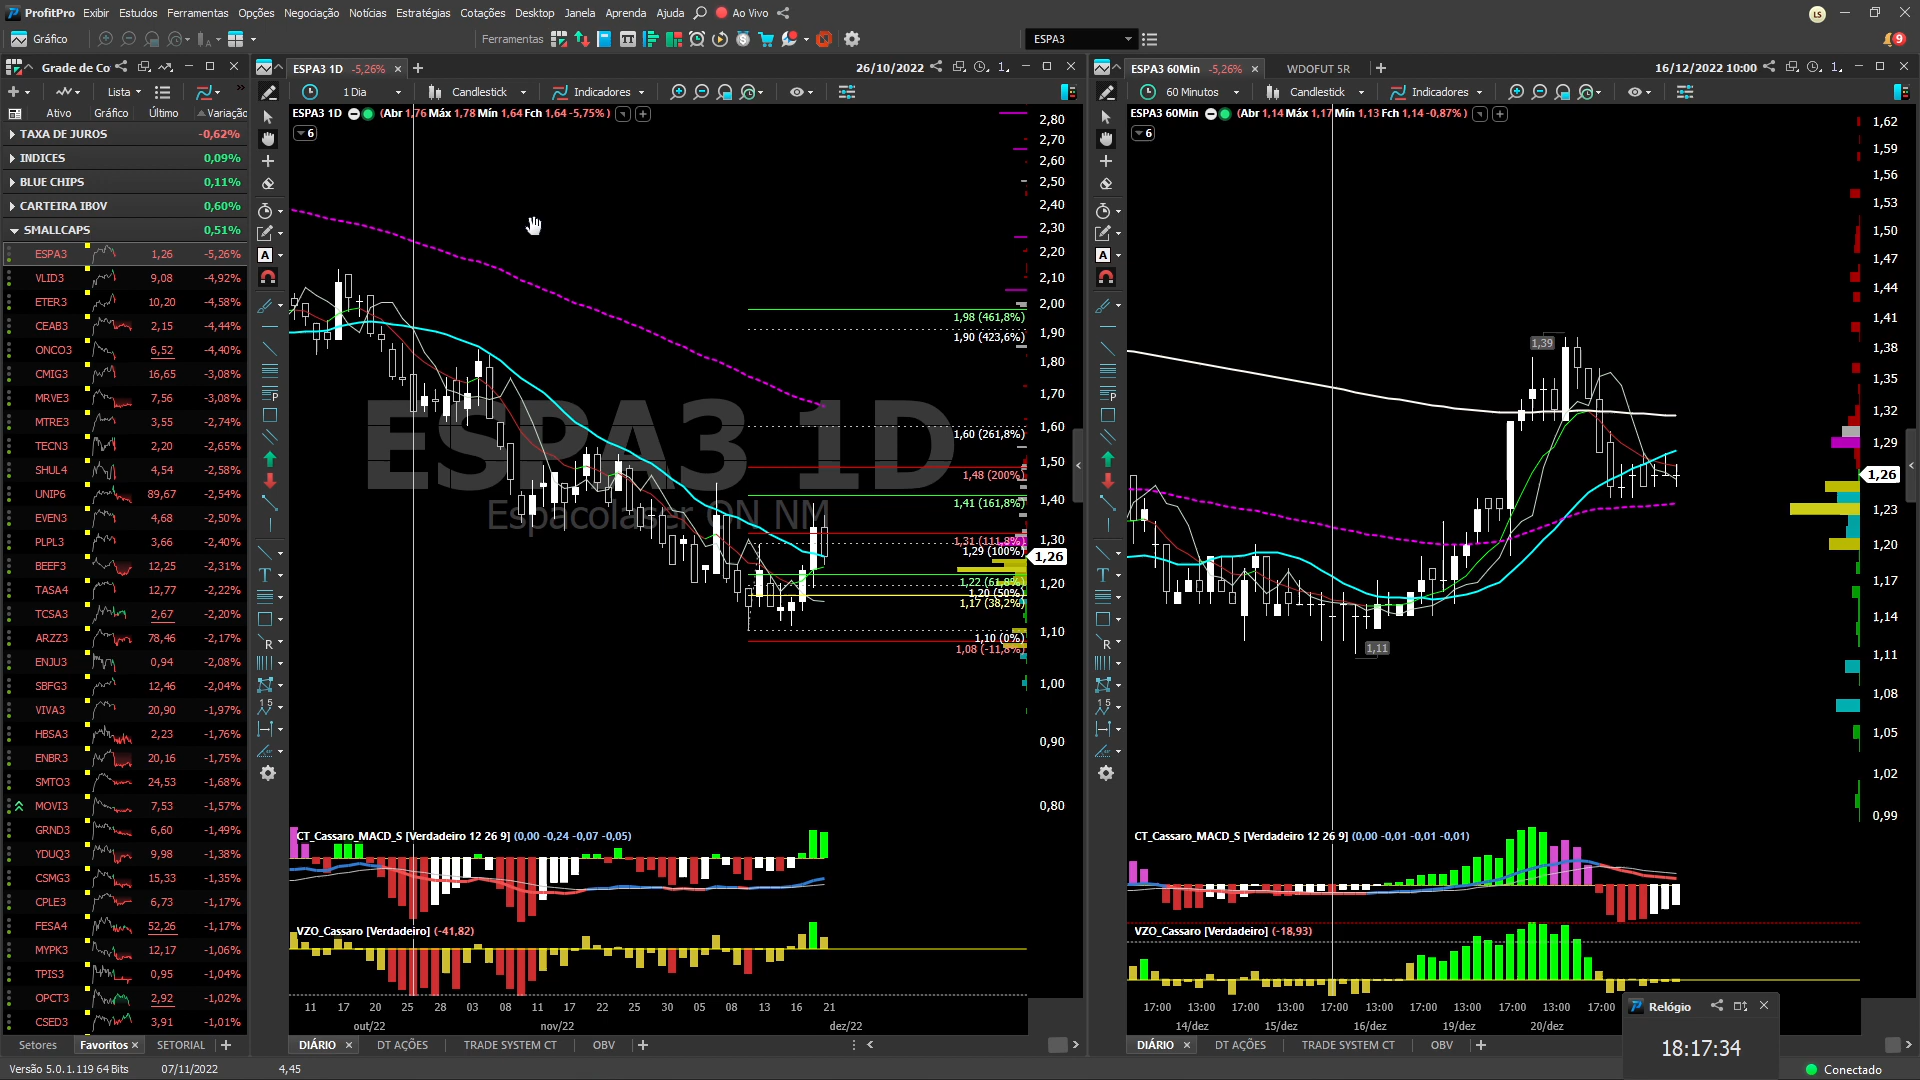 ProfitPro Exibir Estudos Ferramentas Opções Negociação Notícias Estratégias Cotações Desktop Janela Aprenda Ajuda Ao Vivo LS
Gráfico Ferramentas ESPA3 9
Grade de Co
Lista
Ativo Gráfico Último Variação
TAXA DE JUROS -0,62%
INDICES 0,09%
BLUE CHIPS 0,11%
CARTEIRA IBOV 0,60%
SMALLCAPS 0,51%
ESPA3 1,26 -5,26%
VLID3 9,08 -4,92%
ETER3 10,20 -4,58%
CEAB3 2,15 -4,44%
ONCO3 6,52 -4,40%
CMIG3 16,65 -3,08%
MRVE3 7,56 -3,08%
MTRE3 3,55 -2,74%
TECN3 2,20 -2,65%
SHUL4 4,54 -2,58%
UNIP6 89,67 -2,54%
EVEN3 4,68 -2,50%
PLPL3 3,66 -2,40%
BEEF3 12,25 -2,31%
TASA4 12,77 -2,22%
TCSA3 2,67 -2,20%
ARZZ3 78,46 -2,17%
ENJU3 0,94 -2,08%
SBFG3 12,46 -2,04%
VIVA3 20,90 -1,97%
HBSA3 2,23 -1,76%
ENBR3 20,16 -1,75%
SMTO3 24,53 -1,68%
MOVI3 7,53 -1,57%
GRND3 6,60 -1,49%
YDUQ3 9,98 -1,38%
CSMG3 15,33 -1,35%
CPLE3 6,73 -1,17%
FESA4 52,26 -1,17%
MYPK3 12,17 -1,06%
TPIS3 0,95 -1,04%
OPCT3 2,92 -1,02%
CSED3 3,91 -1,01%
Setores Favoritos SETORIAL
ESPA3 1D -5,26% 26/10/2022 1
1 Dia Candlestick Indicadores
ESPA3 1D (Abr 1,76 Máx 1,78 Mín 1,64 Fch 1,64 -5,75% )
6
ESPA3 1D
Espacolaser ON NM
1,98 (461,8%)
1,90 (423,6%)
1,60 (261,8%)
1,48 (200%)
1,41 (161,8%)
1,31 (111,8%)
1,29 (100%)
1,22 (61,8%)
1,20 (50%)
1,17 (38,2%)
1,10 (0%)
1,08 (-11,8%)
2,80
2,70
2,60
2,50
2,40
2,30
2,20
2,10
2,00
1,90
1,80
1,70
1,60
1,50
1,40
1,30
1,26
1,20
1,10
1,00
0,90
0,80
CT_Cassaro_MACD_S [Verdadeiro 12 26 9] (0,00 -0,24 -0,07 -0,05)
VZO_Cassaro [Verdadeiro] (-41,82)
11 17 20 25 28 03 08 11 17 22 25 30 05 08 13 16 21
out/22 nov/22 dez/22
DIÁRIO DT AÇÕES TRADE SYSTEM CT OBV
ESPA3 60Min -5,26% WDOFUT 5R 16/12/2022 10:00 1
60 Minutos Candlestick Indicadores
ESPA3 60Min (Abr 1,14 Máx 1,17 Mín 1,13 Fch 1,14 -0,87% )
6
1,39
1,11
1,62
1,59
1,56
1,53
1,50
1,47
1,44
1,41
1,38
1,35
1,32
1,29
1,26
1,23
1,20
1,17
1,14
1,11
1,08
1,05
1,02
0,99
CT_Cassaro_MACD_S [Verdadeiro 12 26 9] (0,00 -0,01 -0,01 -0,01)
VZO_Cassaro [Verdadeiro] (-18,93)
17:00 13:00 17:00 13:00 17:00 13:00 17:00 13:00 17:00 13:00 17:00
14/dez 15/dez 16/dez 19/dez 20/dez
DIÁRIO DT AÇÕES TRADE SYSTEM CT OBV
Relógio
18:17:34
Versão 5.0.1.119 64 Bits 07/11/2022 4,45 Conectado